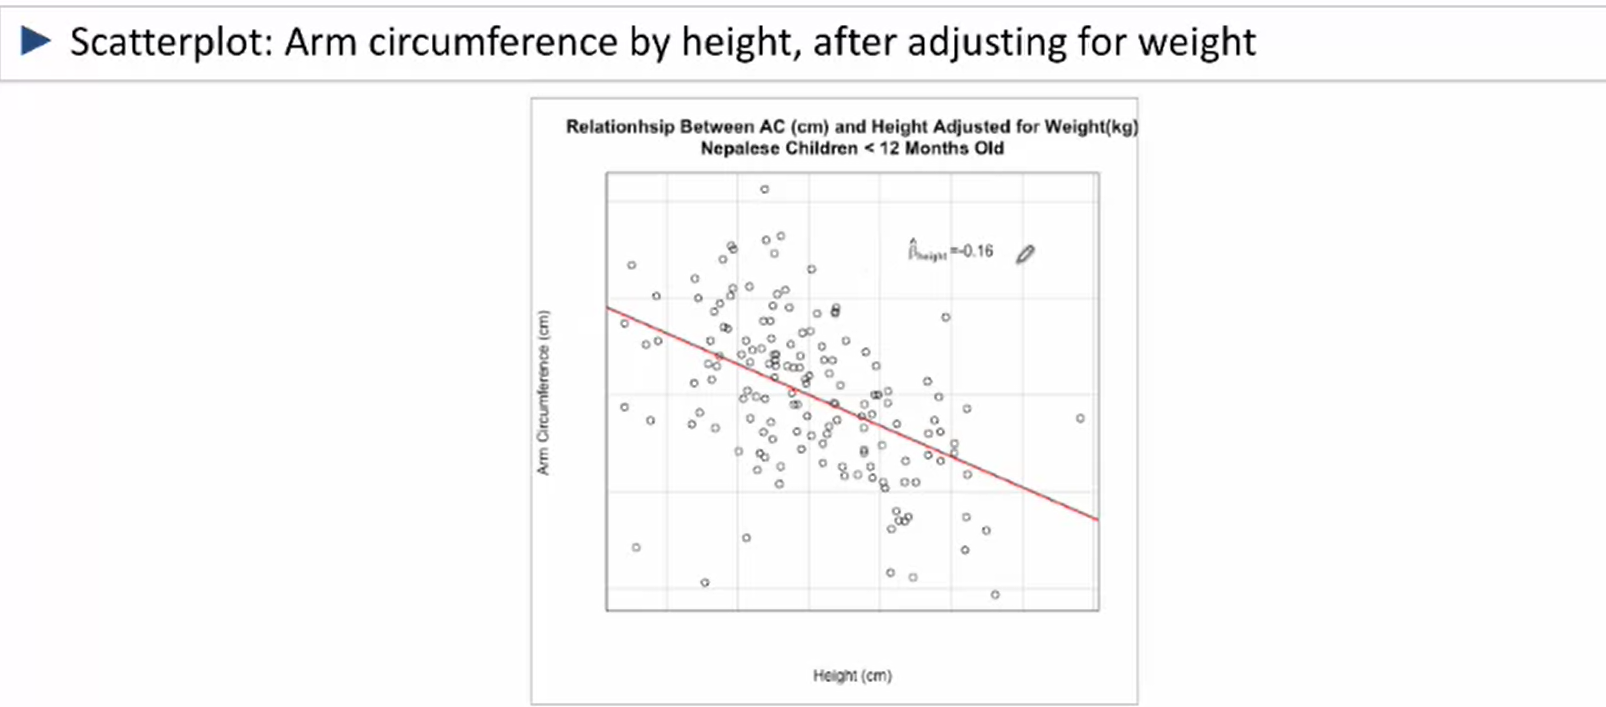 Scatterplot: Arm circumference by height, after adjusting for weight
Relationhsip Between AC (cm) and Height Adjusted for Weight(kg)
Nepalese Children < 12 Months Old
β̂height =-0.16
Arm Circumference (cm)
Height (cm)